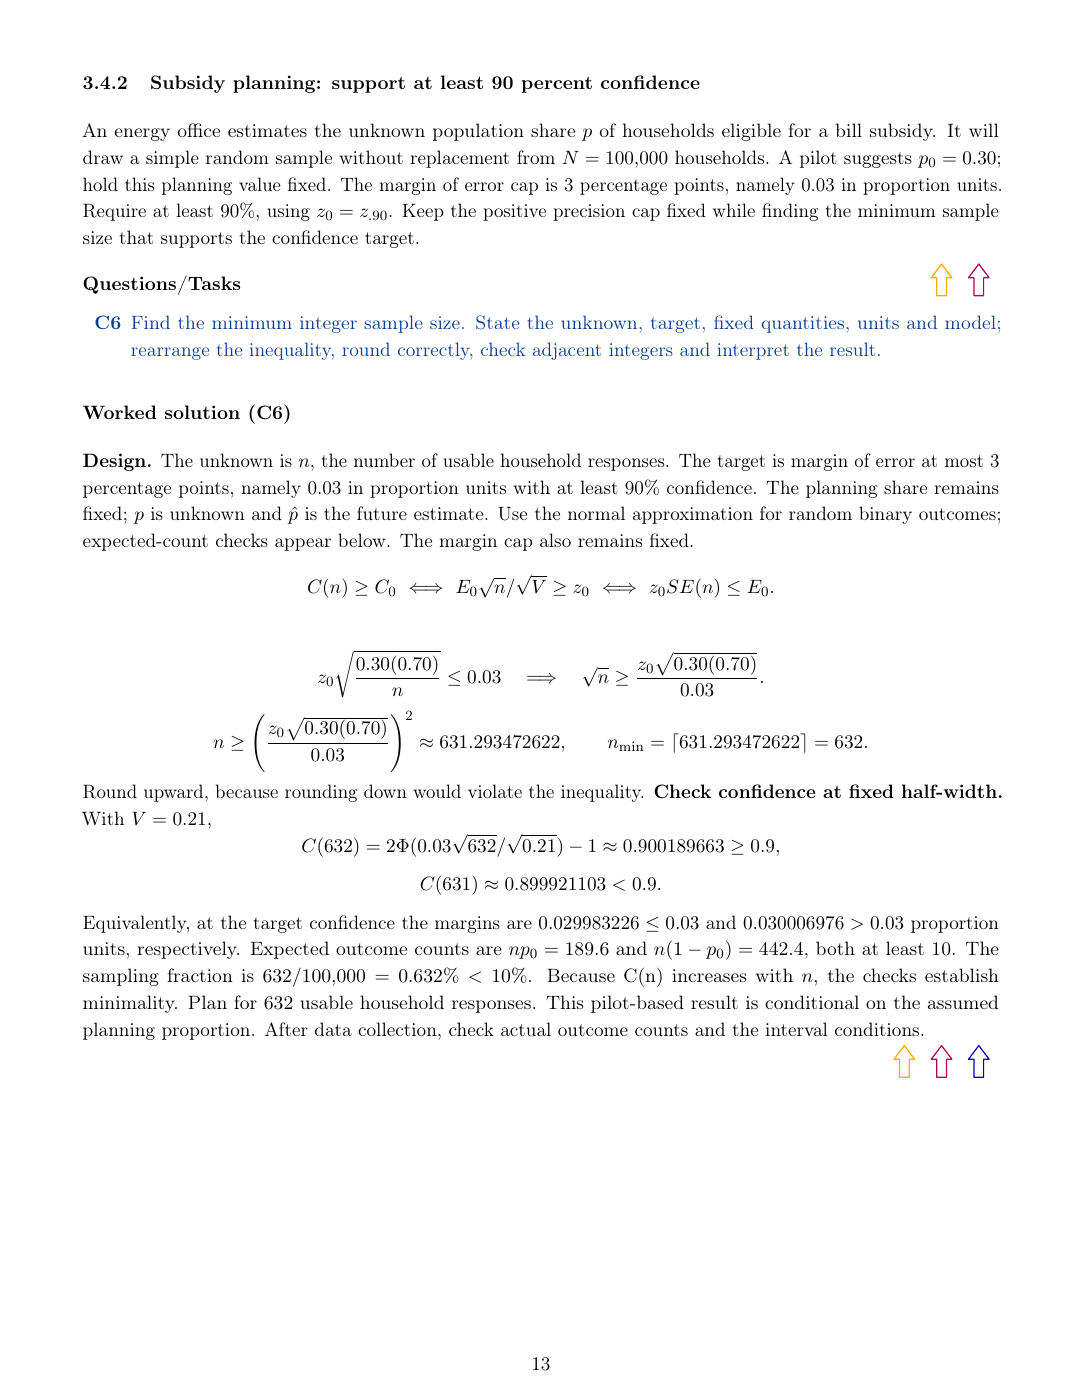 3.4.2 Subsidy planning: support at least 90 percent confidence
An energy office estimates the unknown population share p of households eligible for a bill subsidy. It will
draw a simple random sample without replacement from N = 100,000 households. A pilot suggests p₀ = 0.30;
hold this planning value fixed. The margin of error cap is 3 percentage points, namely 0.03 in proportion units.
Require at least 90%, using z₀ = z.₉₀. Keep the positive precision cap fixed while finding the minimum sample
size that supports the confidence target.
Questions/Tasks
C6 Find the minimum integer sample size. State the unknown, target, fixed quantities, units and model;
rearrange the inequality, round correctly, check adjacent integers and interpret the result.
Worked solution (C6)
Design. The unknown is n, the number of usable household responses. The target is margin of error at most 3
percentage points, namely 0.03 in proportion units with at least 90% confidence. The planning share remains
fixed; p is unknown and p̂ is the future estimate. Use the normal approximation for random binary outcomes;
expected-count checks appear below. The margin cap also remains fixed.
C(n) ≥ C₀ ⟺ E₀√n/√V ≥ z₀ ⟺ z₀SE(n) ≤ E₀.
z₀√(0.30(0.70)/n) ≤ 0.03 ⟹ √n ≥ z₀√0.30(0.70)/0.03.
n ≥ (z₀√0.30(0.70)/0.03)² ≈ 631.293472622, n_min = ⌈631.293472622⌉ = 632.
Round upward, because rounding down would violate the inequality. Check confidence at fixed half-width.
With V = 0.21,
C(632) = 2Φ(0.03√632/√0.21) − 1 ≈ 0.900189663 ≥ 0.9,
C(631) ≈ 0.899921103 < 0.9.
Equivalently, at the target confidence the margins are 0.029983226 ≤ 0.03 and 0.030006976 > 0.03 proportion
units, respectively. Expected outcome counts are np₀ = 189.6 and n(1 − p₀) = 442.4, both at least 10. The
sampling fraction is 632/100,000 = 0.632% < 10%. Because C(n) increases with n, the checks establish
minimality. Plan for 632 usable household responses. This pilot-based result is conditional on the assumed
planning proportion. After data collection, check actual outcome counts and the interval conditions.
13